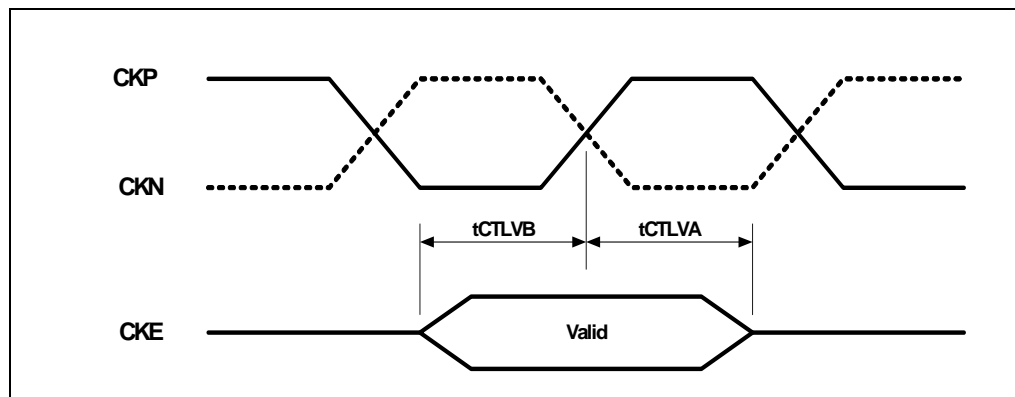 CKP
CKN
tCTLVB
tCTLVA
CKE
Valid